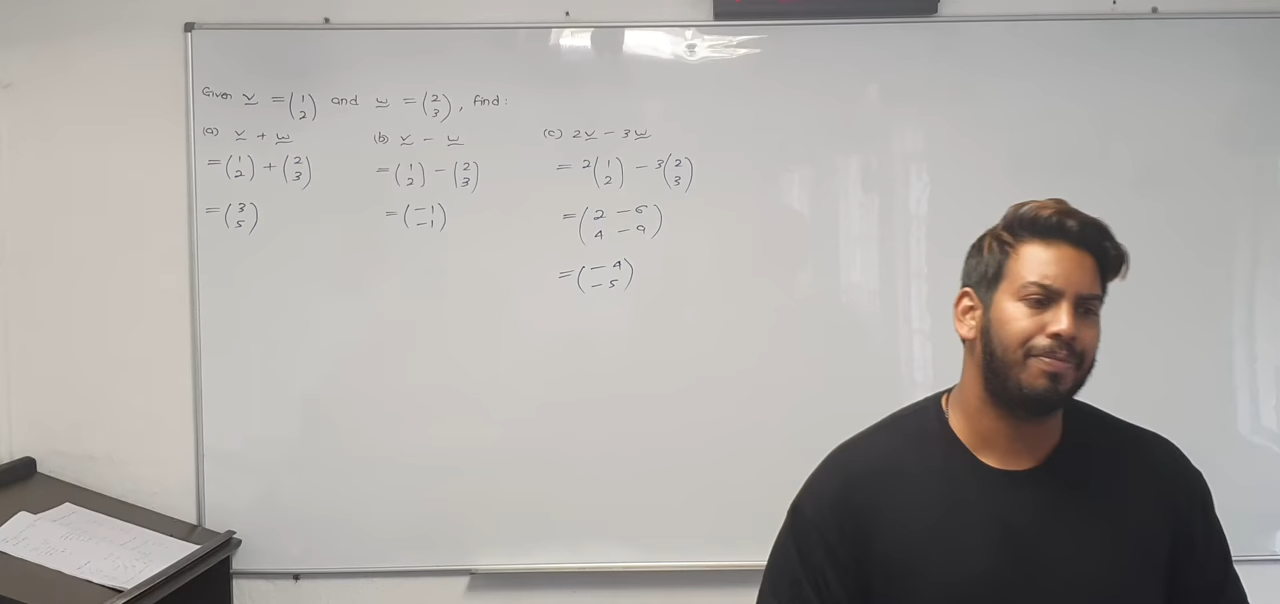 Given v = (1 2) and w = (2 3), find:
(a) v + w
= (1 2) + (2 3)
= (3 5)
(b) v - w
= (1 2) - (2 3)
= (-1 -1)
(c) 2v - 3w
= 2(1 2) - 3(2 3)
= (2 - 6
4 - 9)
= (-4 -5)